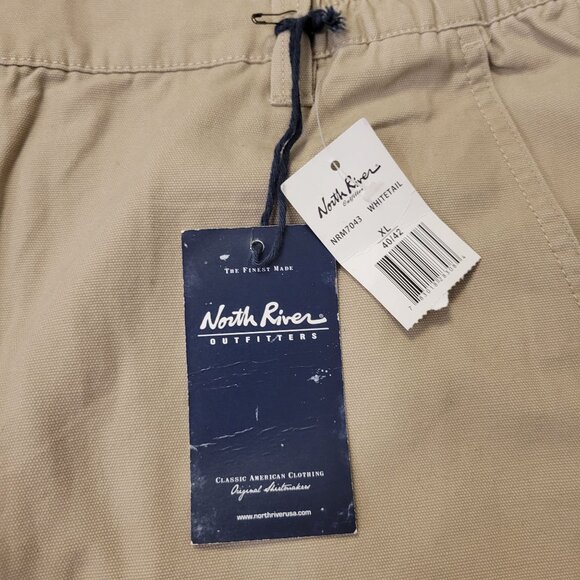 THE FINEST MADE
North River
OUTFITTERS
CLASSIC AMERICAN CLOTHING
Original Shirtmakers
www.northriverusa.com
North River
Outfitters
NRM7043 WHITETAIL
XL
40/42